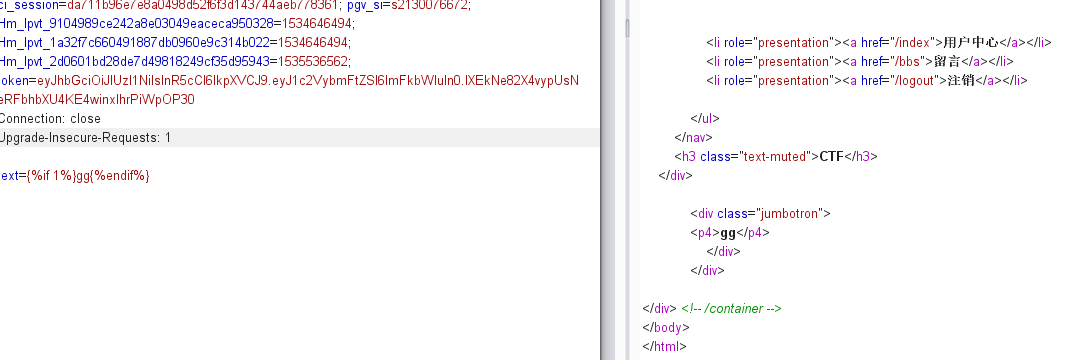 ci_session=da711b96e7e8a0498d52f6f3d143744aeb778361; pgv_si=s2130076672;
Hm_lpvt_9104989ce242a8e03049eaceca950328=1534646494;
Hm_lpvt_1a32f7c660491887db0960e9c314b022=1534646494;
Hm_lpvt_2d0601bd28de7d49818249cf35d95943=1535536562;
oken=eyJhbGciOiJIUzI1NiIsInR5cCI6IkpXVCJ9.eyJ1c2VybmFtZSI6ImFkbWluIn0.IXEkNe82X4vypUsN
eRFbhbXU4KE4winxIhrPiWpOP30
Connection: close
Upgrade-Insecure-Requests: 1
ext={%if 1%}gg{%endif%}
<li role="presentation"><a href="/index">用户中心</a></li>
<li role="presentation"><a href="/bbs">留言</a></li>
<li role="presentation"><a href="/logout">注销</a></li>
</ul>
</nav>
<h3 class="text-muted">CTF</h3>
</div>
<div class="jumbotron">
<p4>gg</p4>
</div>
</div>
</div> <!-- /container -->
</body>
</html>